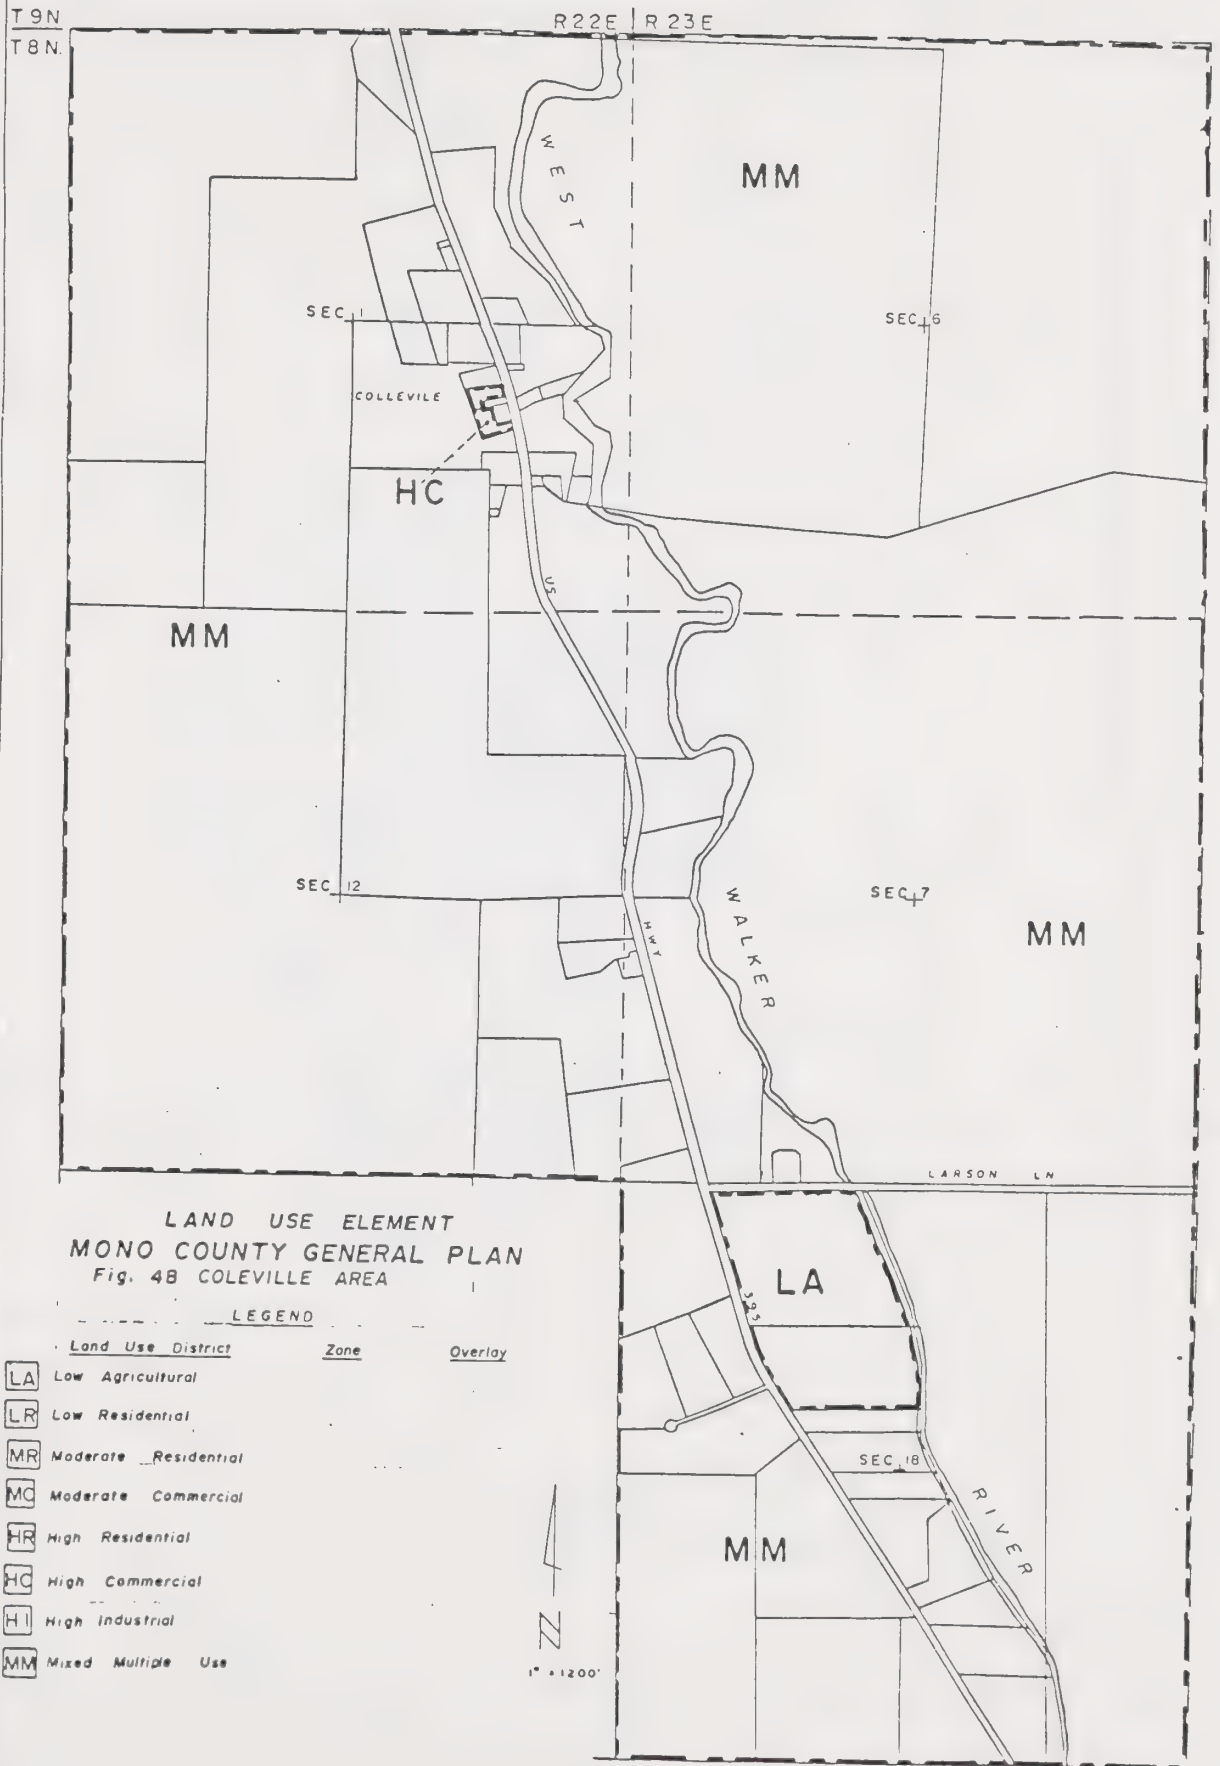 T9N
R22E R 23E
T8N.
WEST
MM
SEC 1
SEC 6
COLLEVILE
HC
US
MM
SEC 12
SEC 7
WALKER
MM
HWY
LARSON LN
LAND USE ELEMENT
MONO COUNTY GENERAL PLAN
Fig. 4B COLEVILLE AREA
LA
395
LEGEND
Land Use District Zone Overlay
LA Low Agricultural
LR Low Residential
MR Moderate Residential
MC Moderate Commercial
HR High Residential
HC High Commercial
HI High Industrial
MM Mixed Multiple Use
SEC 18
RIVER
MM
N
1" = 1200'